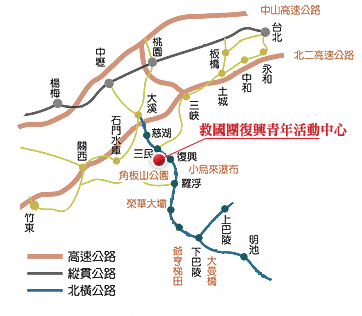 中山高速公路
台北
北二高速公路
桃園
中壢
板橋
永和
中和
土城
楊梅
大溪
三峽
石門水庫
慈湖
救國團復興青年活動中心
三民
復興
小烏來瀑布
關西
角板山公園
羅浮
竹東
榮華大壩
上巴陵
明池
爺亨梯田
下巴陵
大曼橋
高速公路
縱貫公路
北橫公路